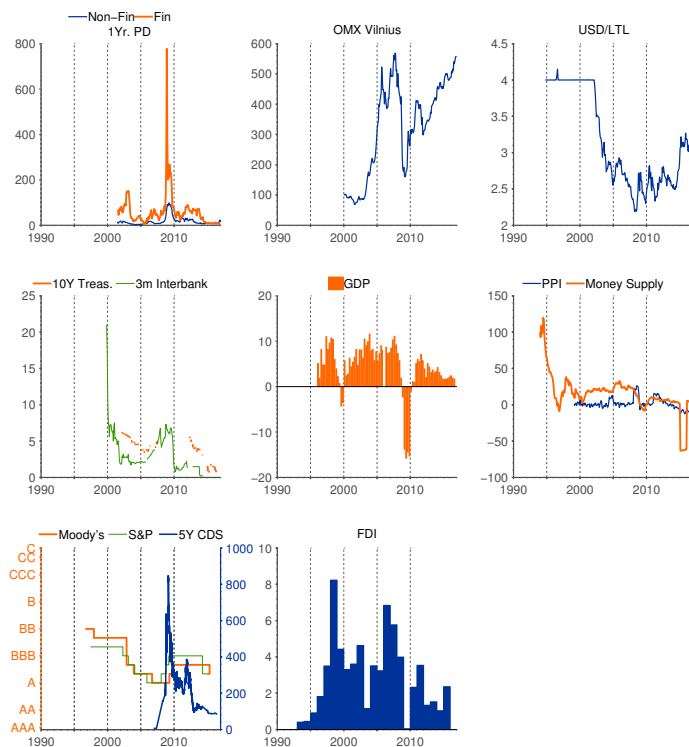 Non−Fin Fin
1Yr. PD
800
600
400
200
0
1990 2000 2010
OMX Vilnius
600
500
400
300
200
100
0
1990 2000 2010
USD/LTL
4.5
4
3.5
3
2.5
2
1990 2000 2010
10Y Treas. 3m Interbank
25
20
15
10
5
0
1990 2000 2010
GDP
20
10
0
−10
−20
1990 2000 2010
PPI Money Supply
150
100
50
0
−50
−100
1990 2000 2010
Moody's S&P 5Y CDS
C
CC
CCC
B
BB
BBB
A
AA
AAA
1000
800
600
400
200
0
1990 2000 2010
FDI
10
8
6
4
2
0
1990 2000 2010